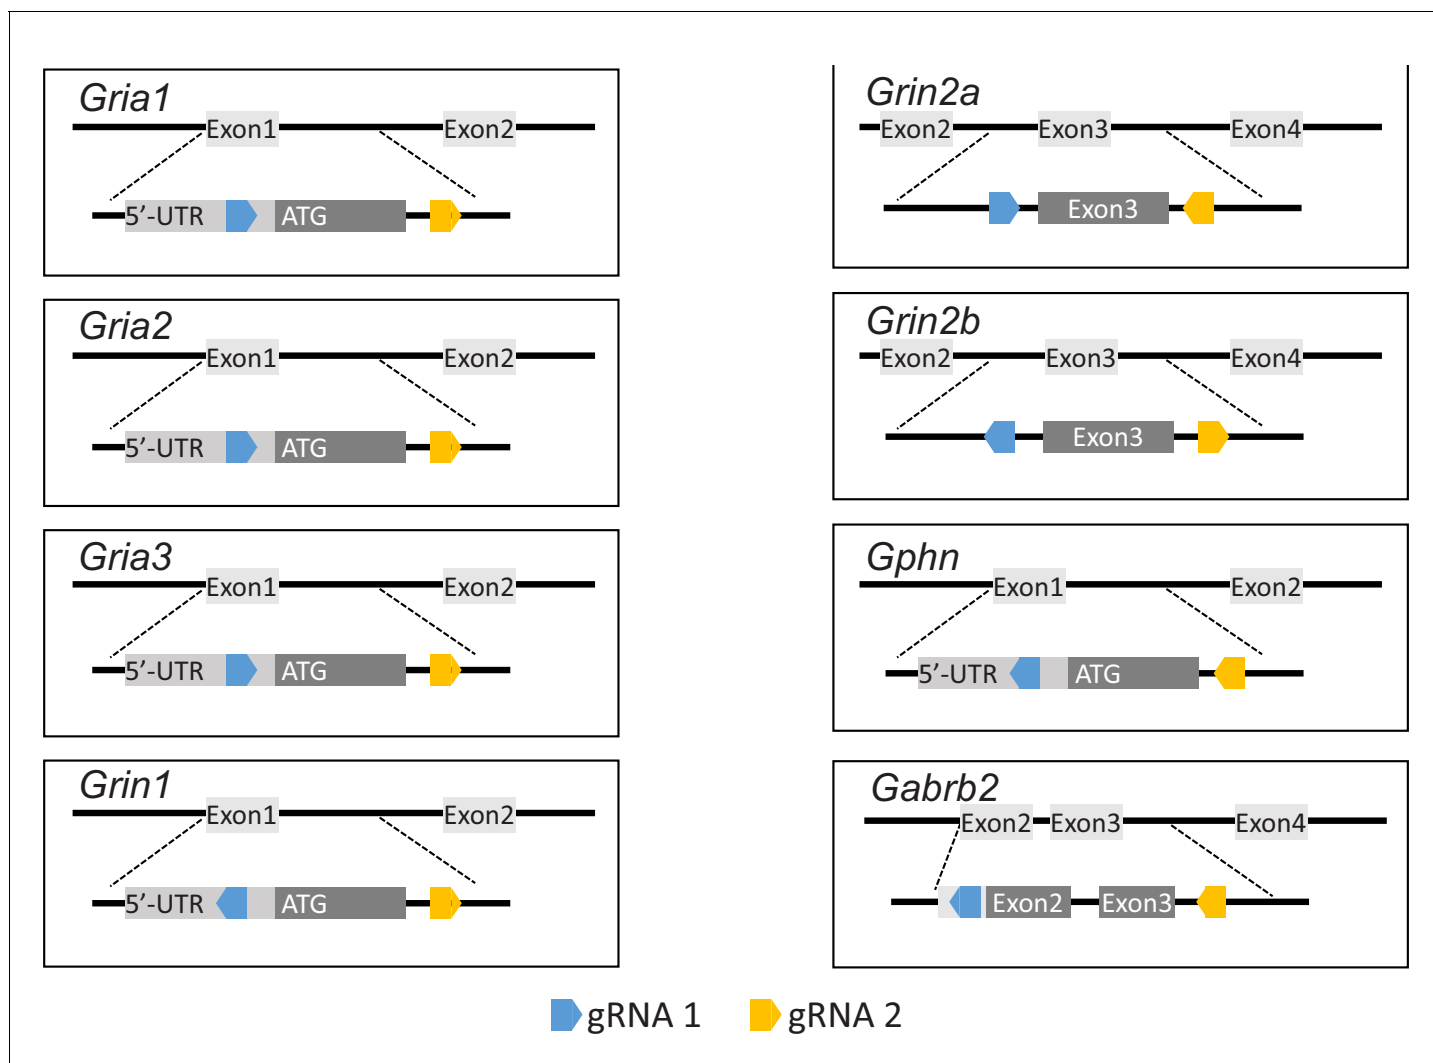 Gria1
Exon1 Exon2
5’-UTR ATG
Gria2
Exon1 Exon2
5’-UTR ATG
Gria3
Exon1 Exon2
5’-UTR ATG
Grin1
Exon1 Exon2
5’-UTR ATG
Grin2a
Exon2 Exon3 Exon4
Exon3
Grin2b
Exon2 Exon3 Exon4
Exon3
Gphn
Exon1 Exon2
5’-UTR ATG
Gabrb2
Exon2 Exon3 Exon4
Exon2 Exon3
gRNA 1 gRNA 2